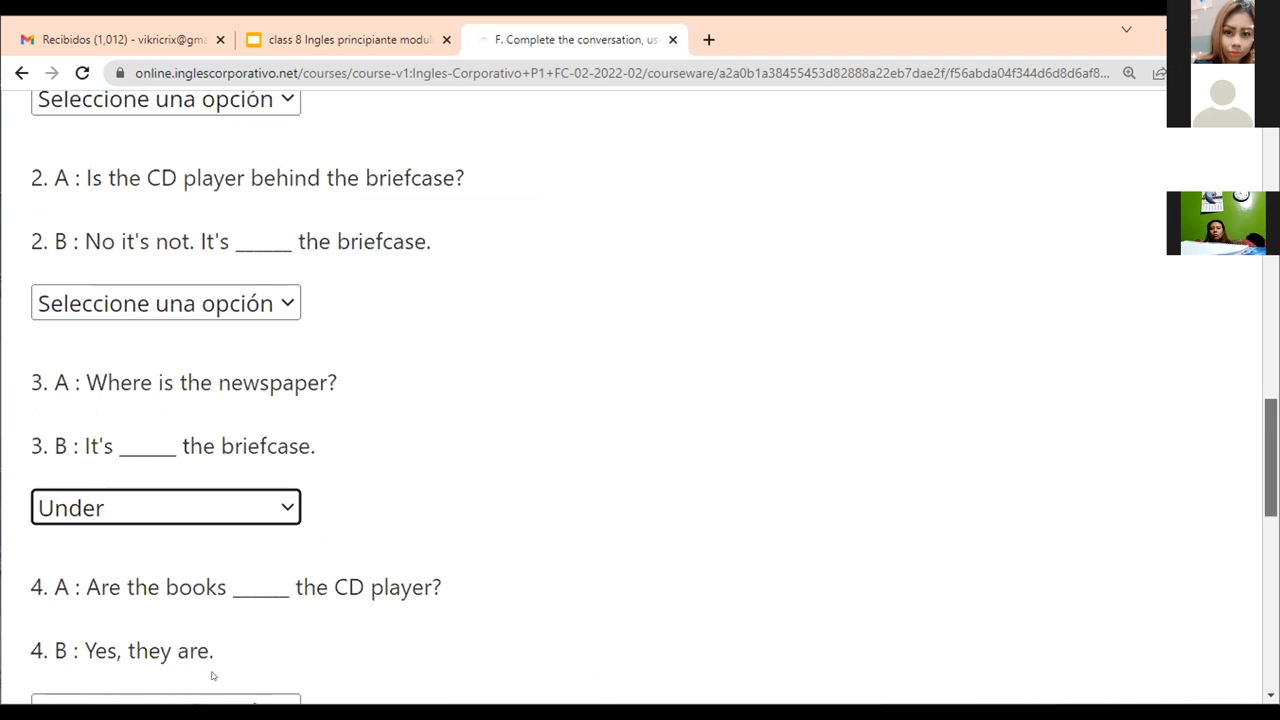 Recibidos (1,012) - vikricrix@gma
class 8 Ingles principiante modul
F. Complete the conversation, us
online.inglescorporativo.net/courses/course-v1:Ingles-Corporativo+P1+FC-02-2022-02/courseware/a2a0b1a38455453d82888a22eb7dae2f/f56abda04f344d6d8d6af8...
Seleccione una opción
2. A : Is the CD player behind the briefcase?
2. B : No it's not. It's ______ the briefcase.
Seleccione una opción
3. A : Where is the newspaper?
3. B : It's ______ the briefcase.
Under
4. A : Are the books ______ the CD player?
4. B : Yes, they are.